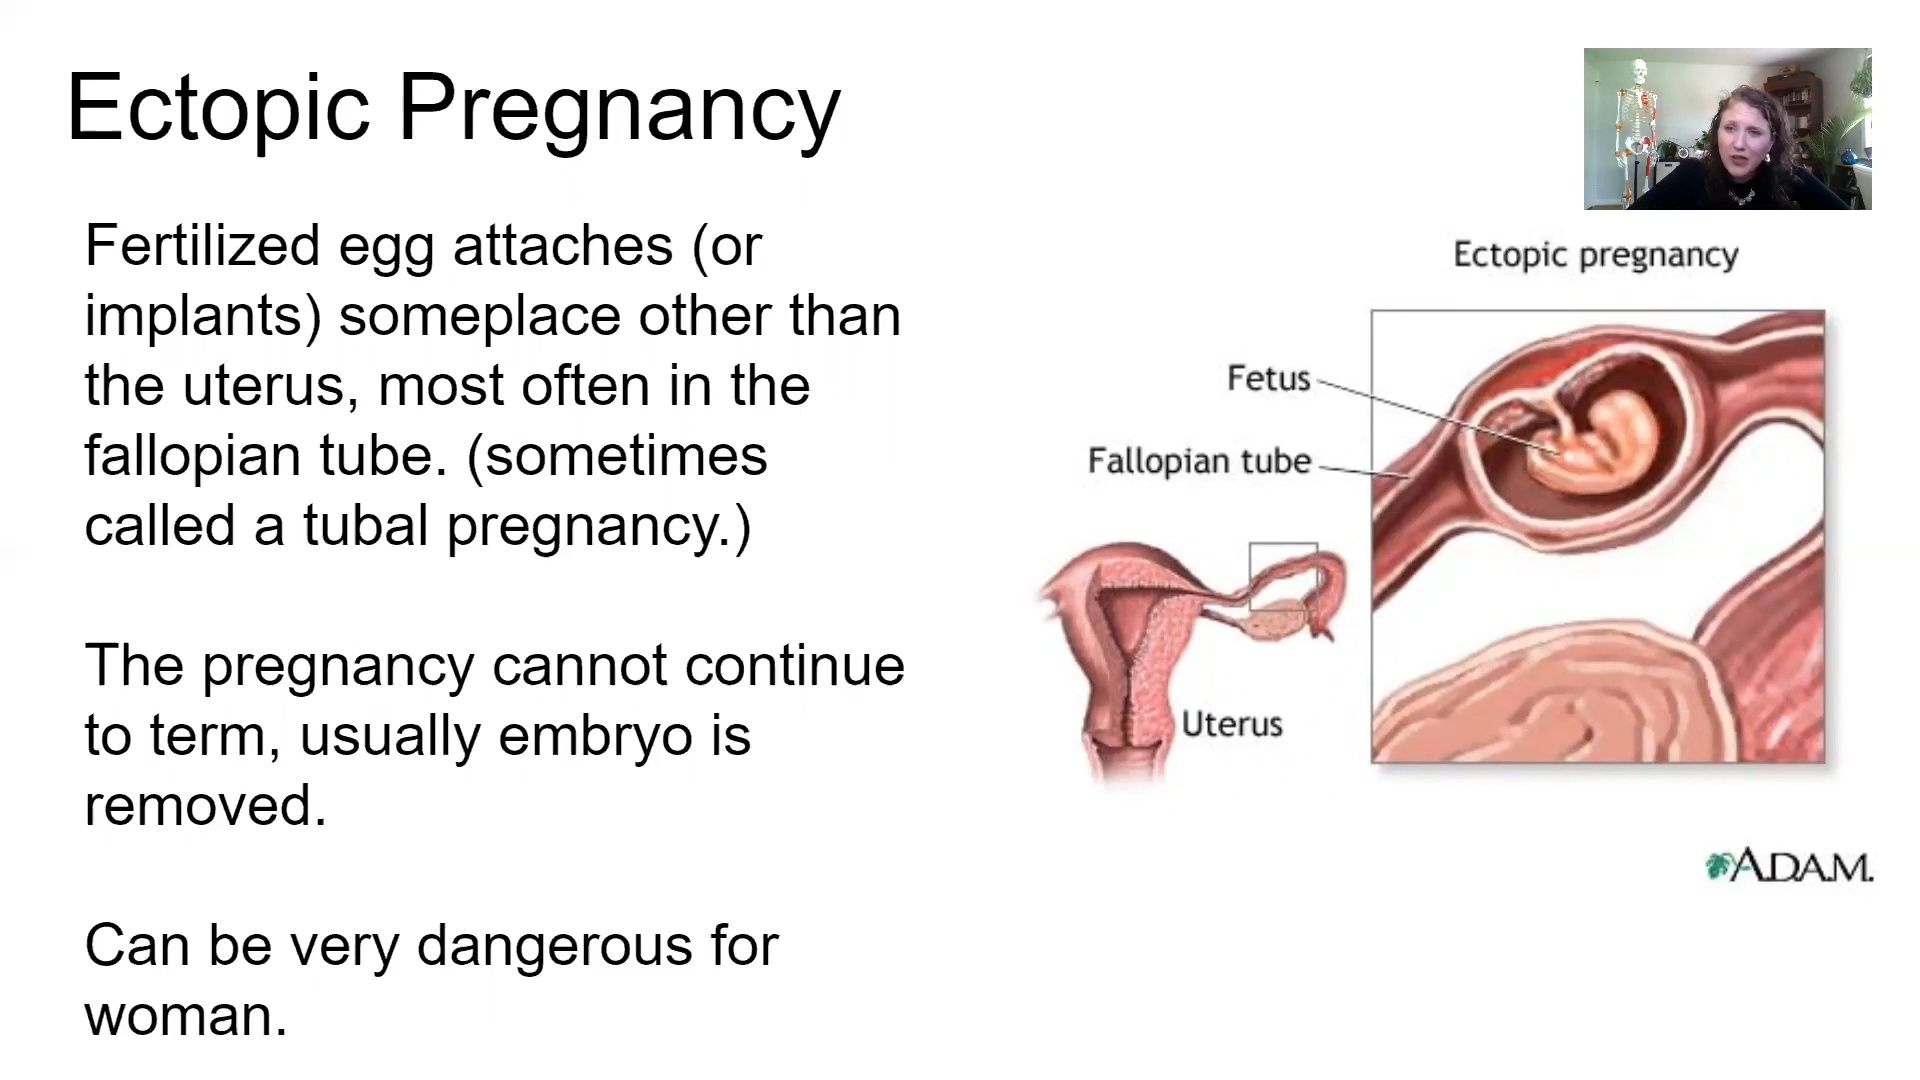 Ectopic Pregnancy
Fertilized egg attaches (or
implants) someplace other than
the uterus, most often in the
fallopian tube. (sometimes
called a tubal pregnancy.)
The pregnancy cannot continue
to term, usually embryo is
removed.
Can be very dangerous for
woman.
Ectopic pregnancy
Fetus
Fallopian tube
Uterus
A.D.A.M.